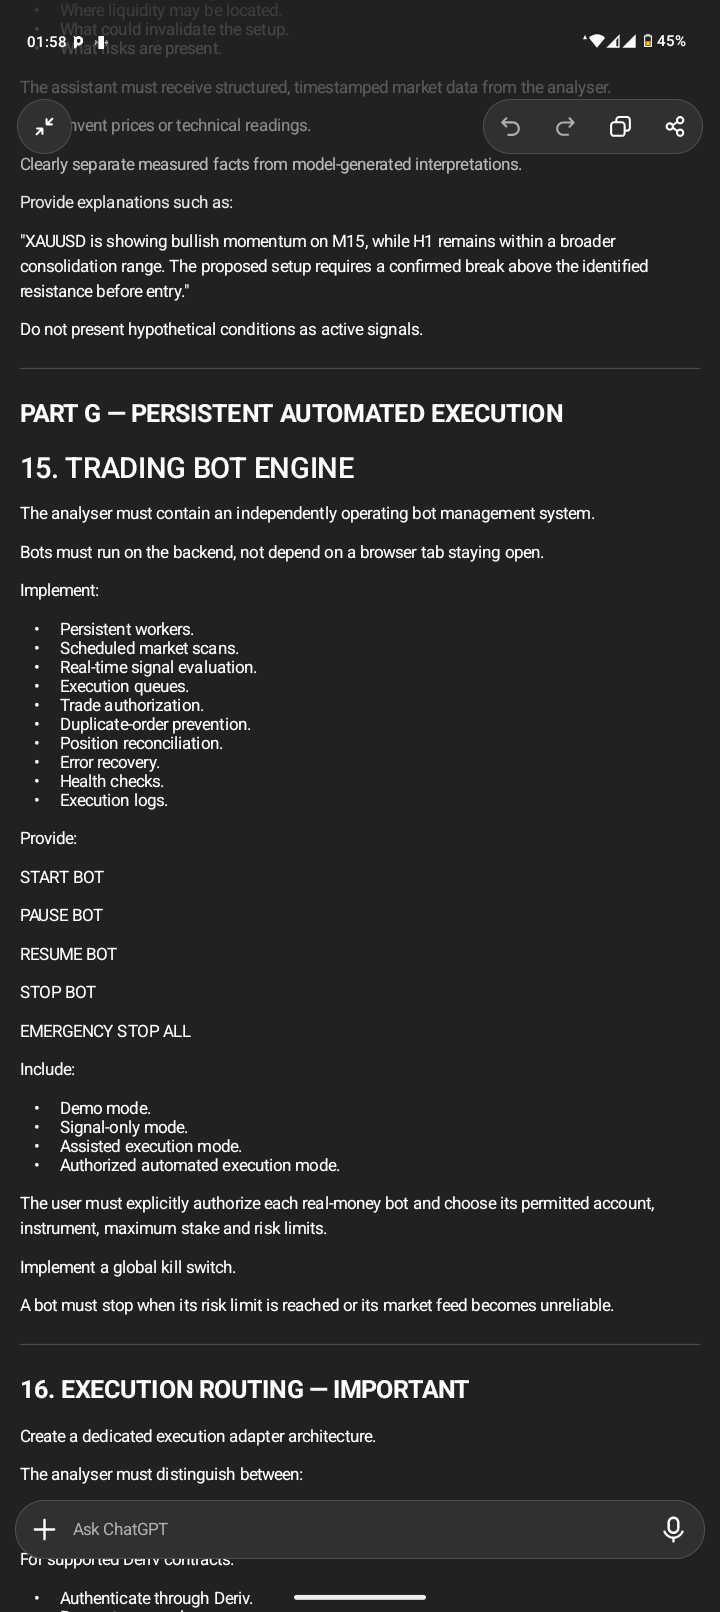 Where liquidity may be located.
What could invalidate the setup.
01:58 P 45%
What risks are present.
The assistant must receive structured, timestamped market data from the analyser.
nvent prices or technical readings.
Clearly separate measured facts from model-generated interpretations.
Provide explanations such as:
"XAUUSD is showing bullish momentum on M15, while H1 remains within a broader
consolidation range. The proposed setup requires a confirmed break above the identified
resistance before entry."
Do not present hypothetical conditions as active signals.
PART G — PERSISTENT AUTOMATED EXECUTION
15. TRADING BOT ENGINE
The analyser must contain an independently operating bot management system.
Bots must run on the backend, not depend on a browser tab staying open.
Implement:
• Persistent workers.
• Scheduled market scans.
• Real-time signal evaluation.
• Execution queues.
• Trade authorization.
• Duplicate-order prevention.
• Position reconciliation.
• Error recovery.
• Health checks.
• Execution logs.
Provide:
START BOT
PAUSE BOT
RESUME BOT
STOP BOT
EMERGENCY STOP ALL
Include:
• Demo mode.
• Signal-only mode.
• Assisted execution mode.
• Authorized automated execution mode.
The user must explicitly authorize each real-money bot and choose its permitted account,
instrument, maximum stake and risk limits.
Implement a global kill switch.
A bot must stop when its risk limit is reached or its market feed becomes unreliable.
16. EXECUTION ROUTING — IMPORTANT
Create a dedicated execution adapter architecture.
The analyser must distinguish between:
Ask ChatGPT
For supported Deriv contracts.
• Authenticate through Deriv.